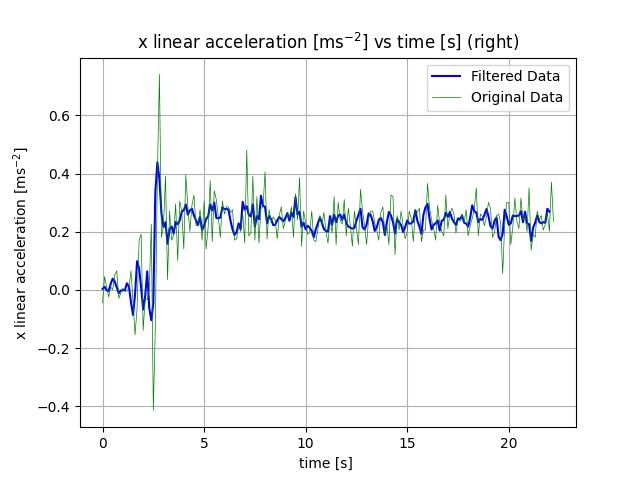 x linear acceleration [ms⁻²] vs time [s] (right)
Filtered Data
Original Data
x linear acceleration [ms⁻²]
0.6
0.4
0.2
0.0
−0.2
−0.4
0 5 10 15 20
time [s]